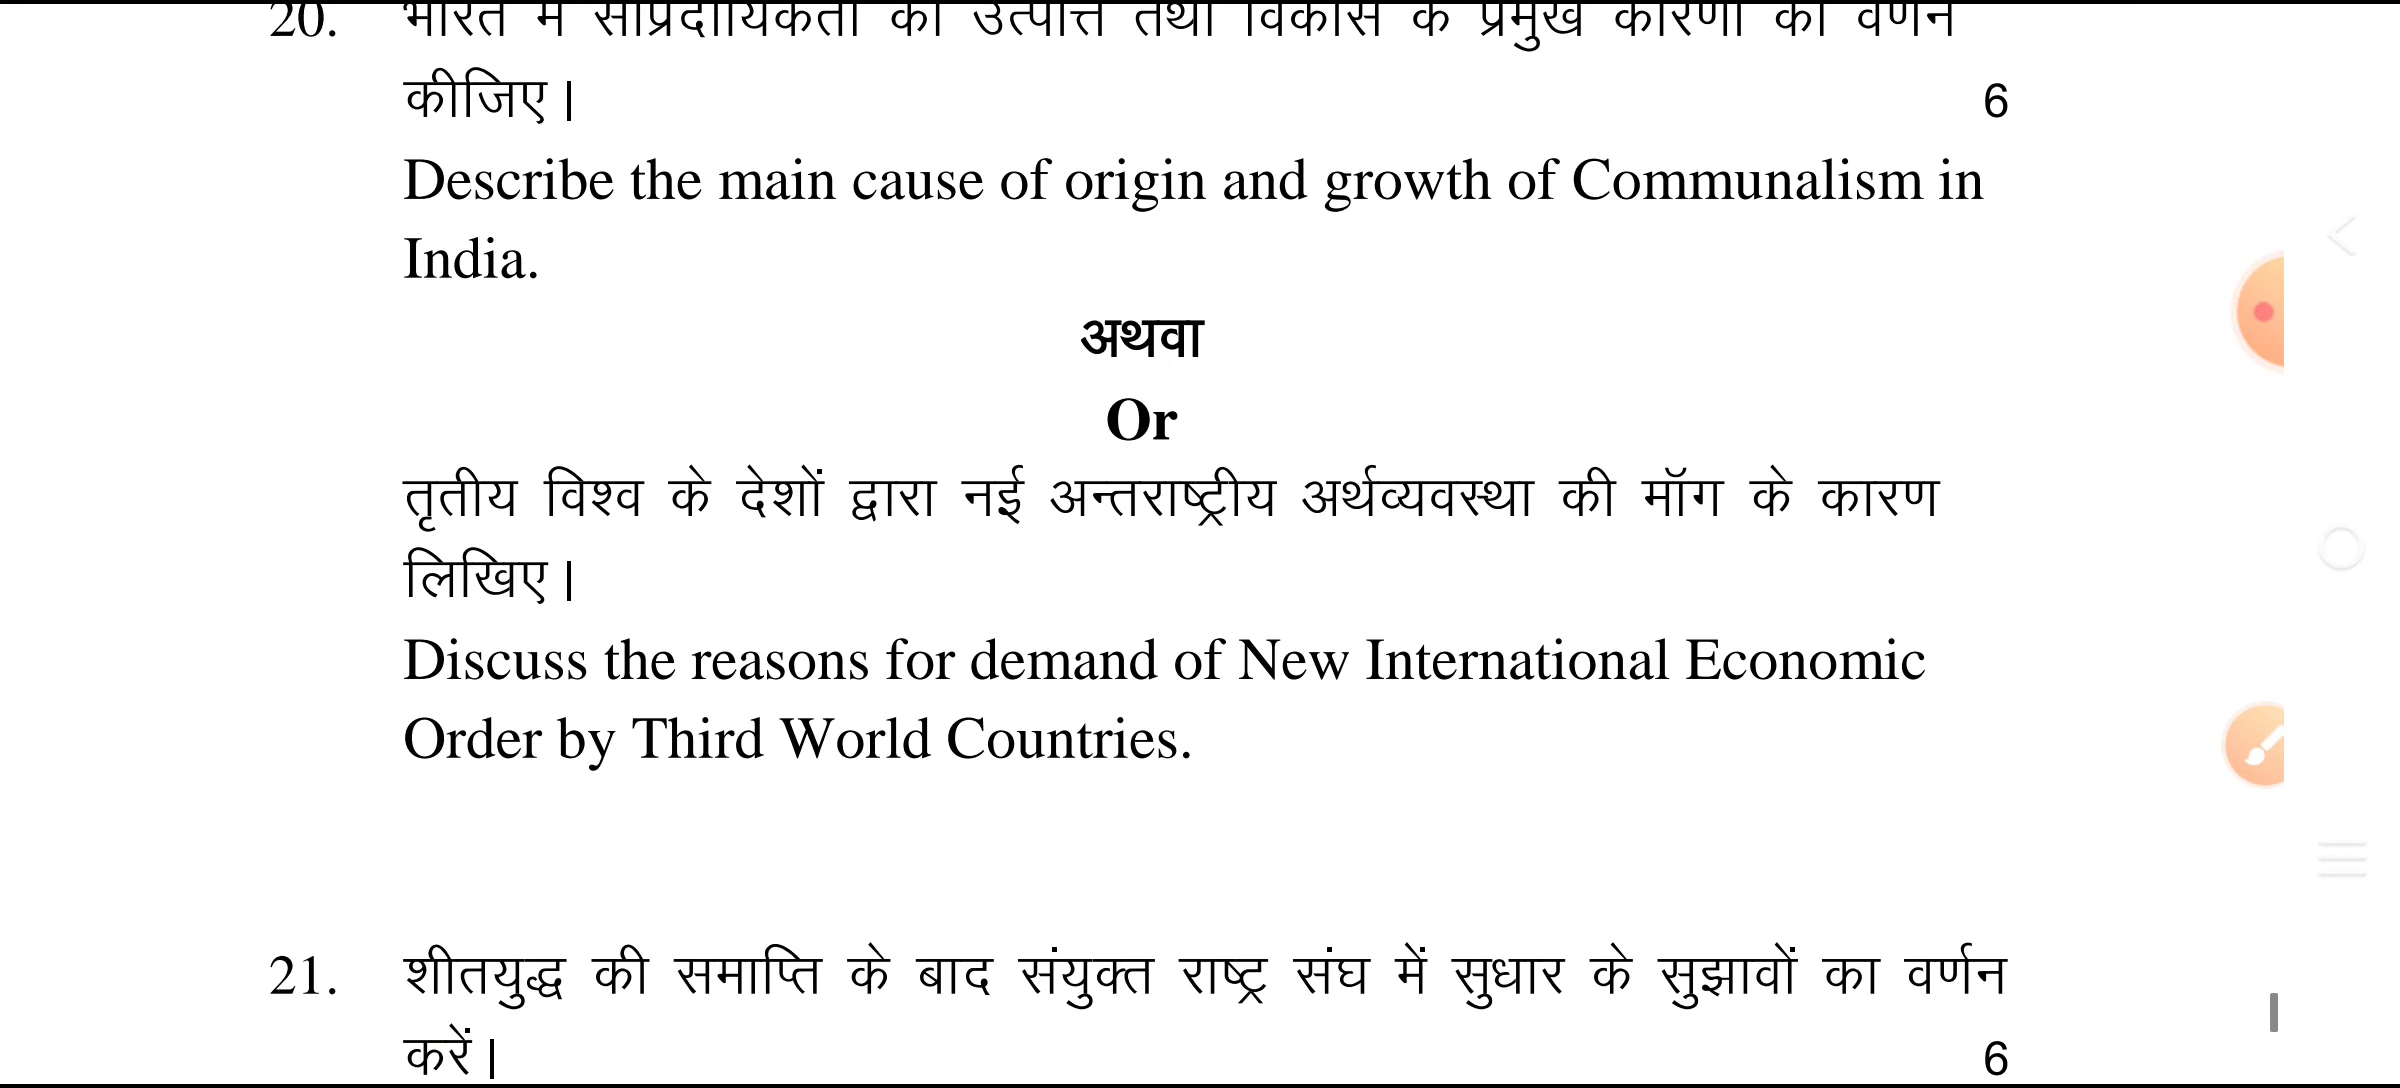 20. भारत में सांप्रदायिकता की उत्पत्ति तथा विकास के प्रमुख कारणों का वर्णन
कीजिए। 6
Describe the main cause of origin and growth of Communalism in
India.
अथवा
Or
तृतीय विश्व के देशों द्वारा नई अन्तराष्ट्रीय अर्थव्यवस्था की मॉग के कारण
लिखिए।
Discuss the reasons for demand of New International Economic
Order by Third World Countries.
21. शीतयुद्ध की समाप्ति के बाद संयुक्त राष्ट्र संघ में सुधार के सुझावों का वर्णन
करें। 6